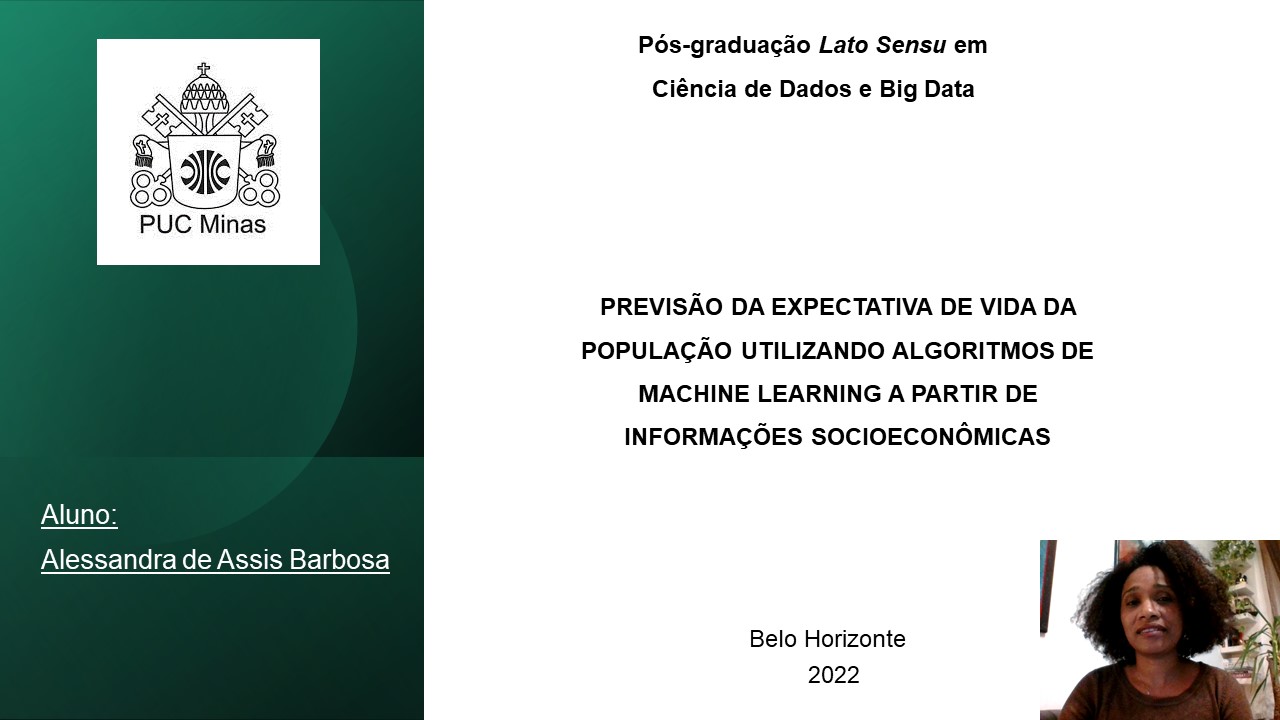 PUC Minas
Aluno:
Alessandra de Assis Barbosa
Pós-graduação Lato Sensu em
Ciência de Dados e Big Data
PREVISÃO DA EXPECTATIVA DE VIDA DA
POPULAÇÃO UTILIZANDO ALGORITMOS DE
MACHINE LEARNING A PARTIR DE
INFORMAÇÕES SOCIOECONÔMICAS
Belo Horizonte
2022